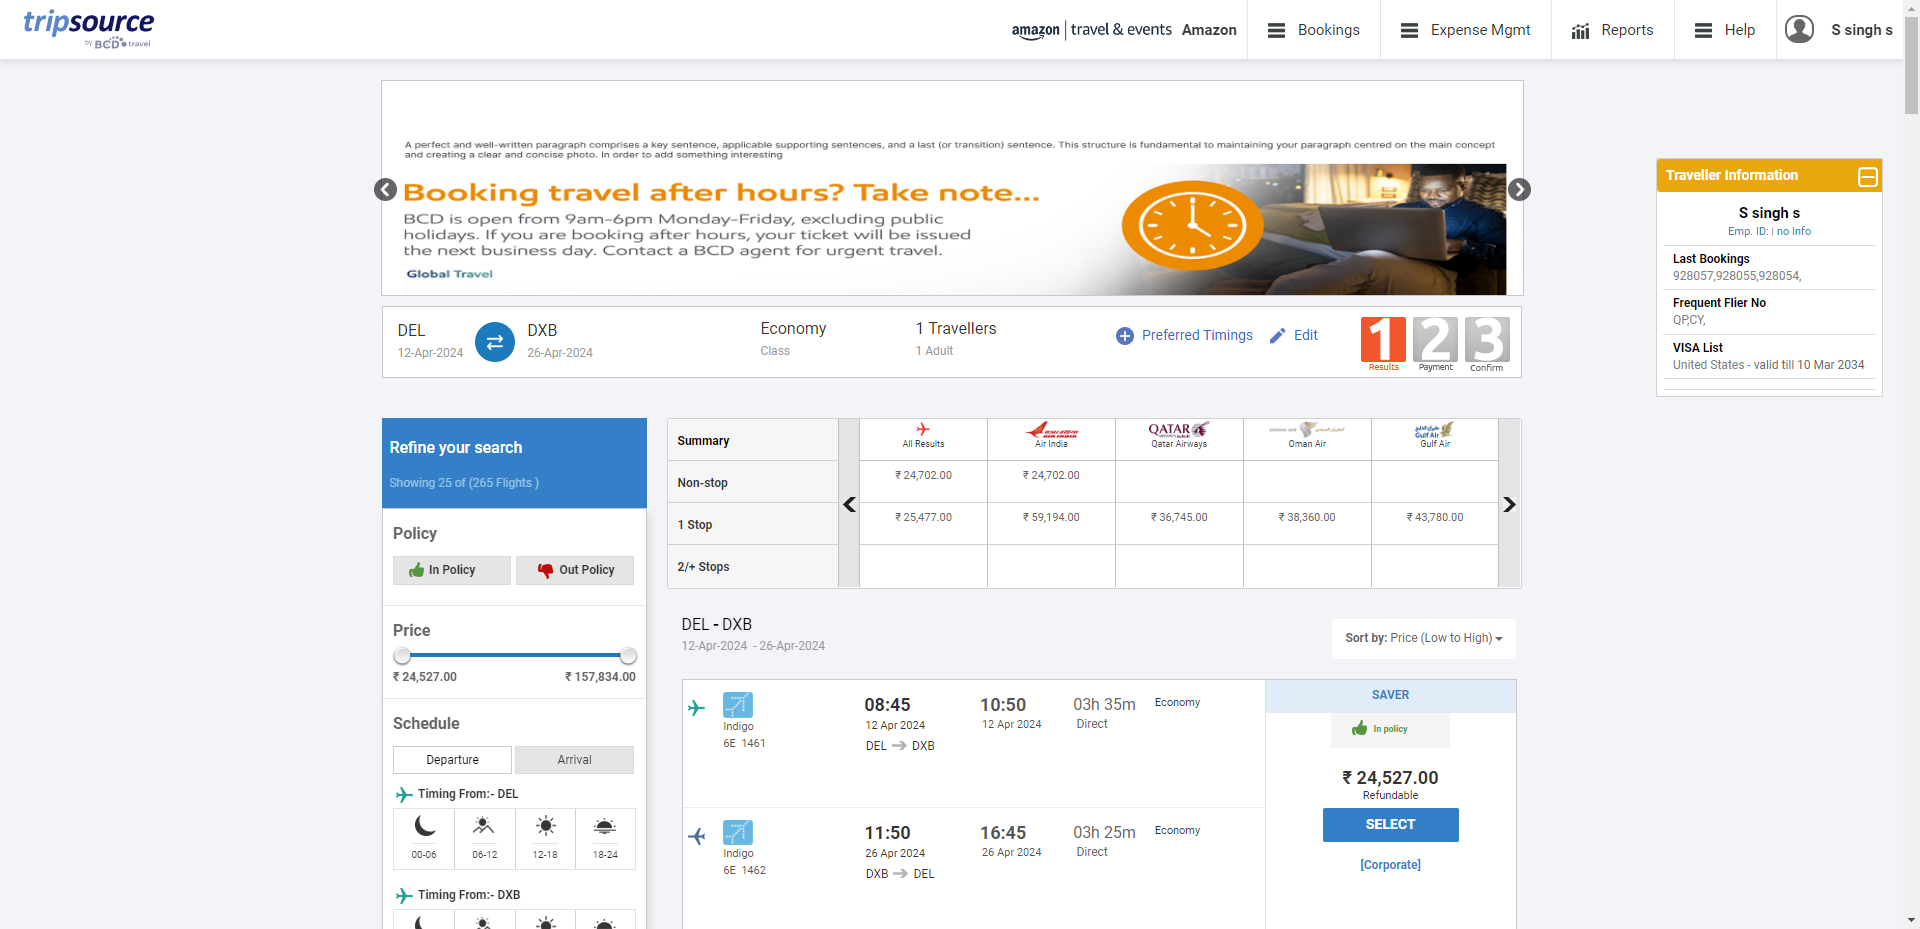 tripsource
by BCD travel
amazon | travel & events Amazon
Bookings
Expense Mgmt
Reports
Help
S singh s
A perfect and well-written paragraph comprises a key sentence, applicable supporting sentences, and a last (or transition) sentence. This structure is fundamental to maintaining your paragraph centred on the main concept
and creating a clear and concise photo. In order to add something interesting
Booking travel after hours? Take note...
BCD is open from 9am-6pm Monday-Friday, excluding public
holidays. If you are booking after hours, your ticket will be issued
the next business day. Contact a BCD agent for urgent travel.
Global Travel
Traveller Information
S singh s
Emp. ID: | no Info
Last Bookings
928057,928055,928054,
Frequent Flier No
QP,CY,
VISA List
United States - valid till 10 Mar 2034
DEL
12-Apr-2024
DXB
26-Apr-2024
Economy
Class
1 Travellers
1 Adult
Preferred Timings
Edit
1 Results
2 Payment
3 Confirm
Refine your search
Showing 25 of (265 Flights )
Policy
In Policy
Out Policy
Price
₹ 24,527.00 ₹ 157,834.00
Schedule
Departure
Arrival
Timing From:- DEL
00-06 06-12 12-18 18-24
Timing From:- DXB
Summary
All Results
Air India
QATAR
Qatar Airways
OMAN AIR
Oman Air
Gulf Air
Non-stop ₹ 24,702.00 ₹ 24,702.00
1 Stop ₹ 25,477.00 ₹ 59,194.00 ₹ 36,745.00 ₹ 38,360.00 ₹ 43,780.00
2/+ Stops
DEL - DXB
12-Apr-2024 - 26-Apr-2024
Sort by: Price (Low to High)
Indigo
6E 1461
08:45
12 Apr 2024
DEL DXB
10:50
12 Apr 2024
03h 35m
Direct
Economy
Indigo
6E 1462
11:50
26 Apr 2024
DXB DEL
16:45
26 Apr 2024
03h 25m
Direct
Economy
SAVER
In policy
₹ 24,527.00
Refundable
SELECT
[Corporate]